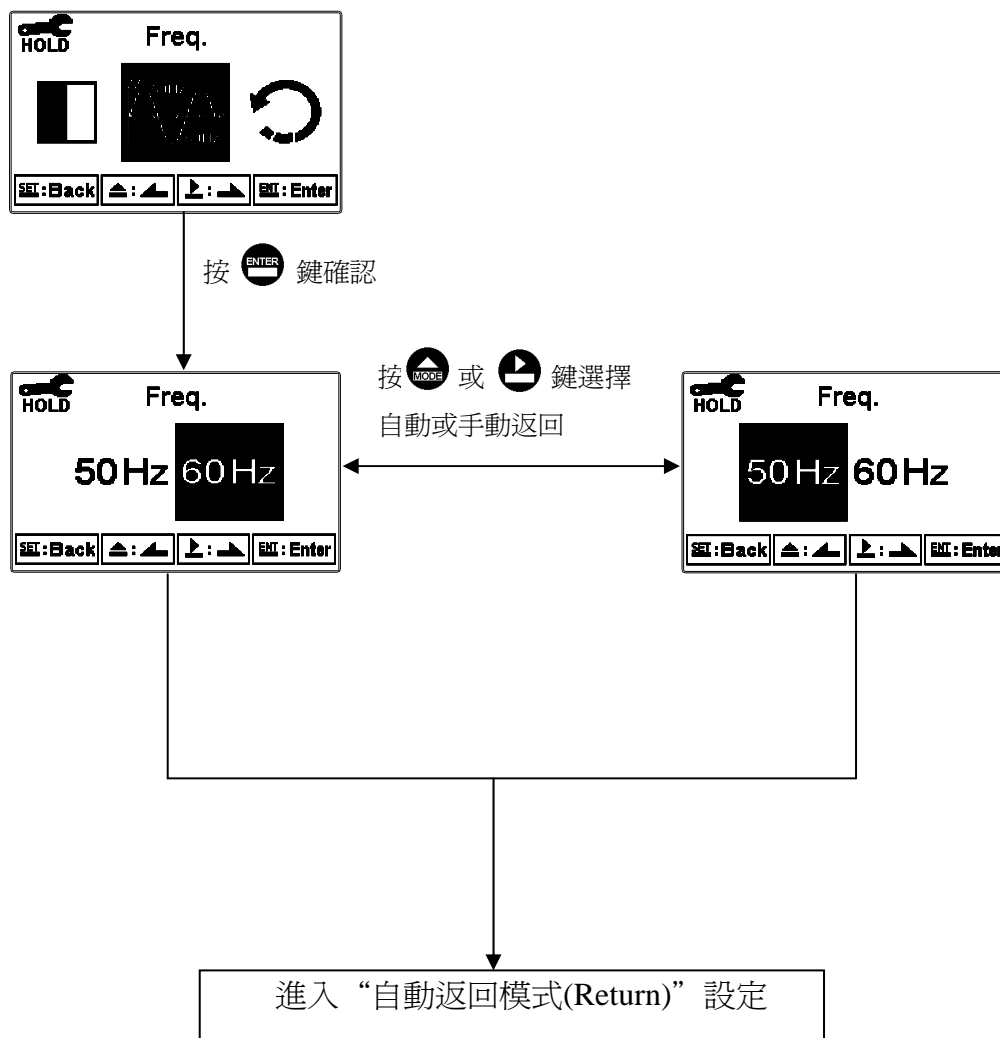 HOLD Freq.
SET:Back ENT:Enter
按 ENTER 鍵確認
按 MODE 或 鍵選擇
自動或手動返回
HOLD Freq.
50Hz 60Hz
SET:Back ENT:Enter
HOLD Freq.
50Hz 60Hz
SET:Back ENT:Enter
進入“自動返回模式(Return)”設定